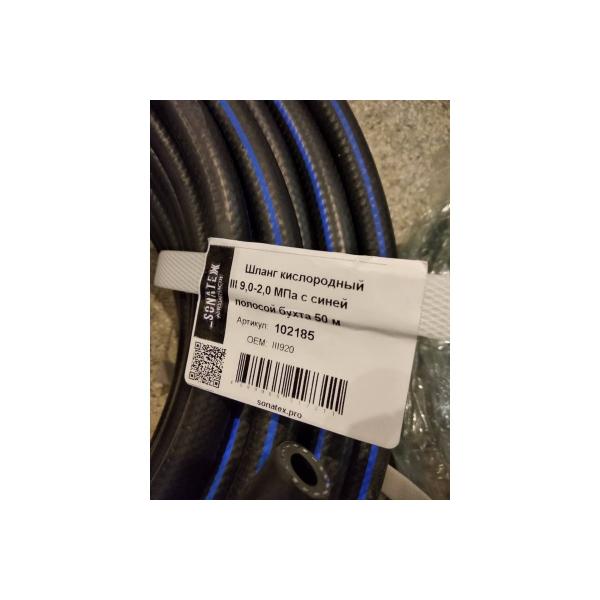 SONATEX
АВТОЗАПЧАСТИ
Шланг кислородный
III 9,0-2,0 МПа с синей
полосой бухта 50 м
Артикул: 102185
OEM: III920
sonatex.pro